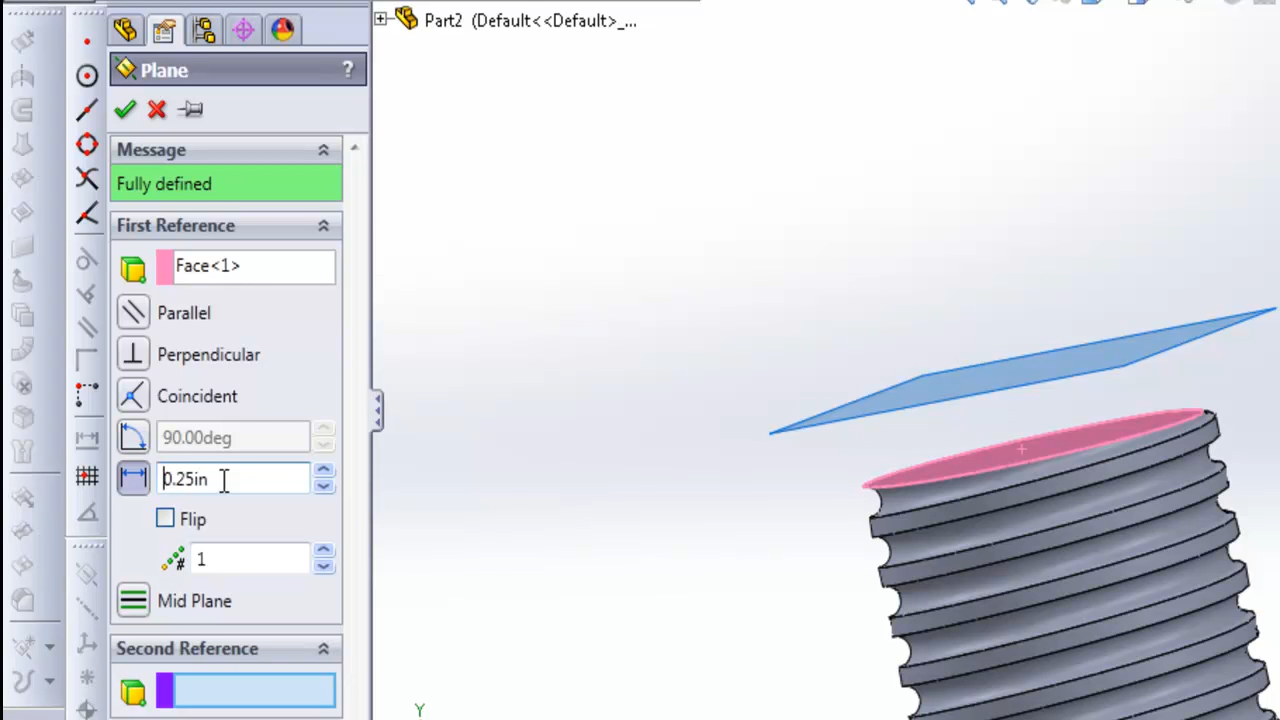 Part2 (Default<<Default>_...
Plane
?
Message
Fully defined
First Reference
Face<1>
Parallel
Perpendicular
Coincident
90.00deg
0.25in
Flip
# 1
Mid Plane
Second Reference
Y